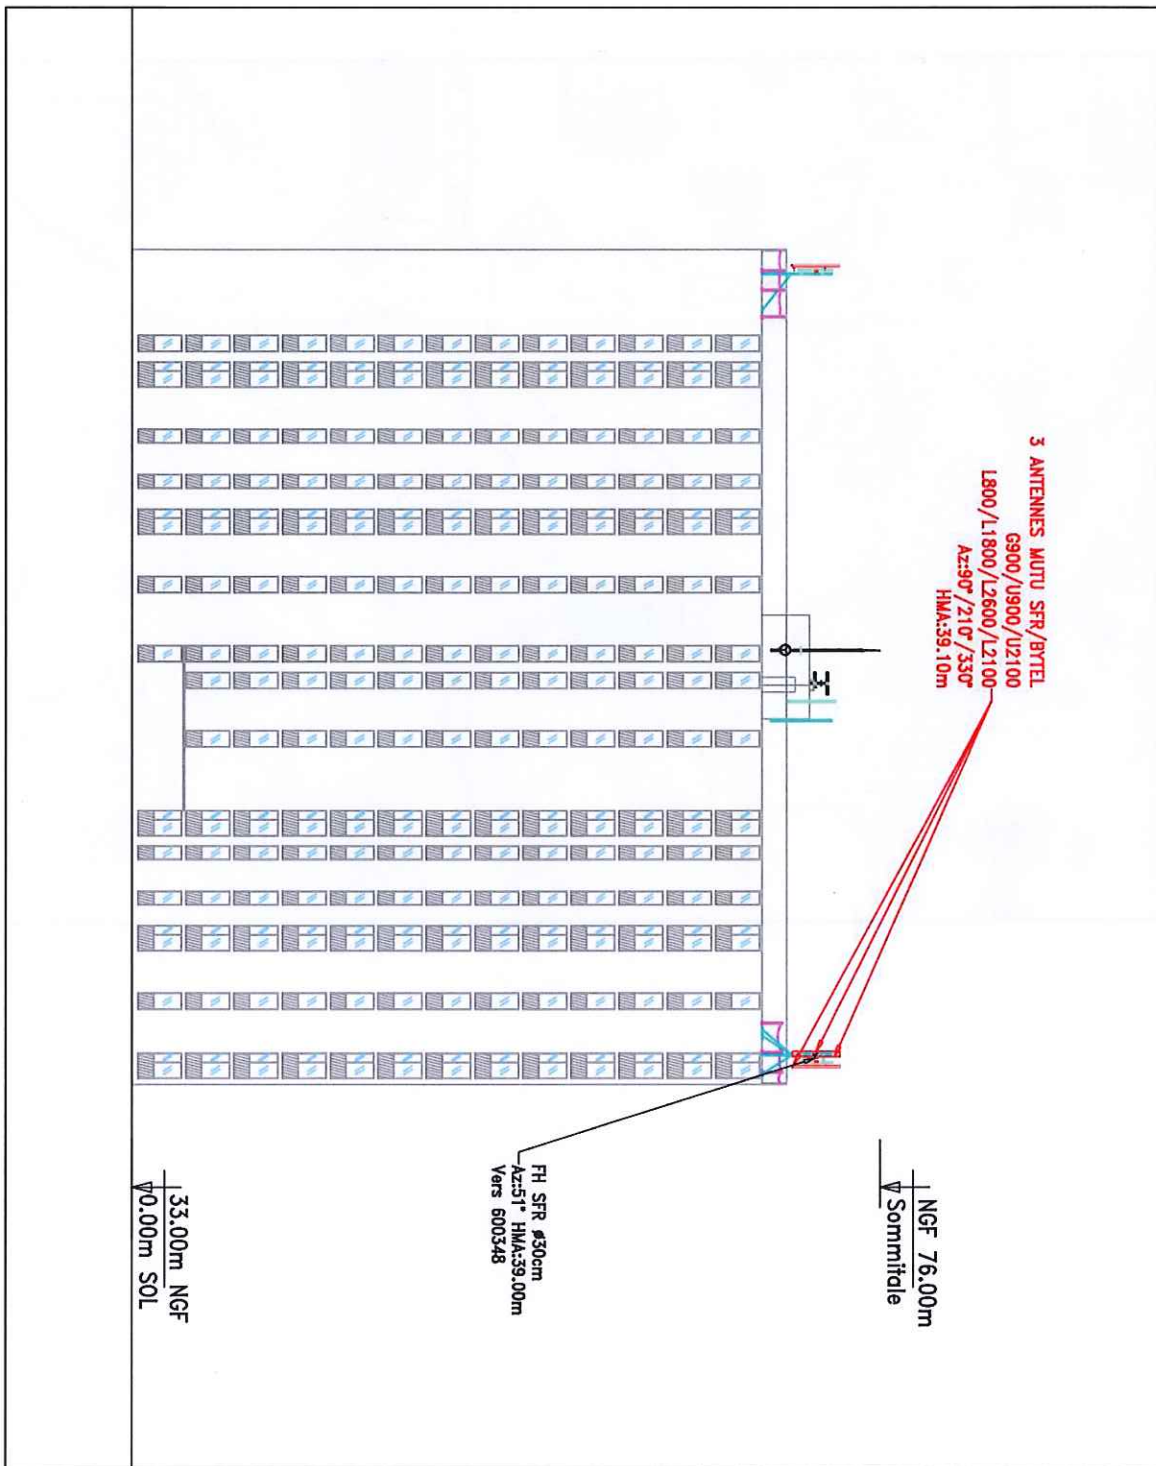 3 ANTENNES MUTU SFR/BYTEL
G900/U900/U2100
L800/L1800/L2600/L2100
Az:90°/210°/330°
HMA:39.10m
NGF 76.00m
Sommitale
FH SFR ø30cm
Az:51° HMA:39.00m
Vers 600348
33.00m NGF
0.00m SOL